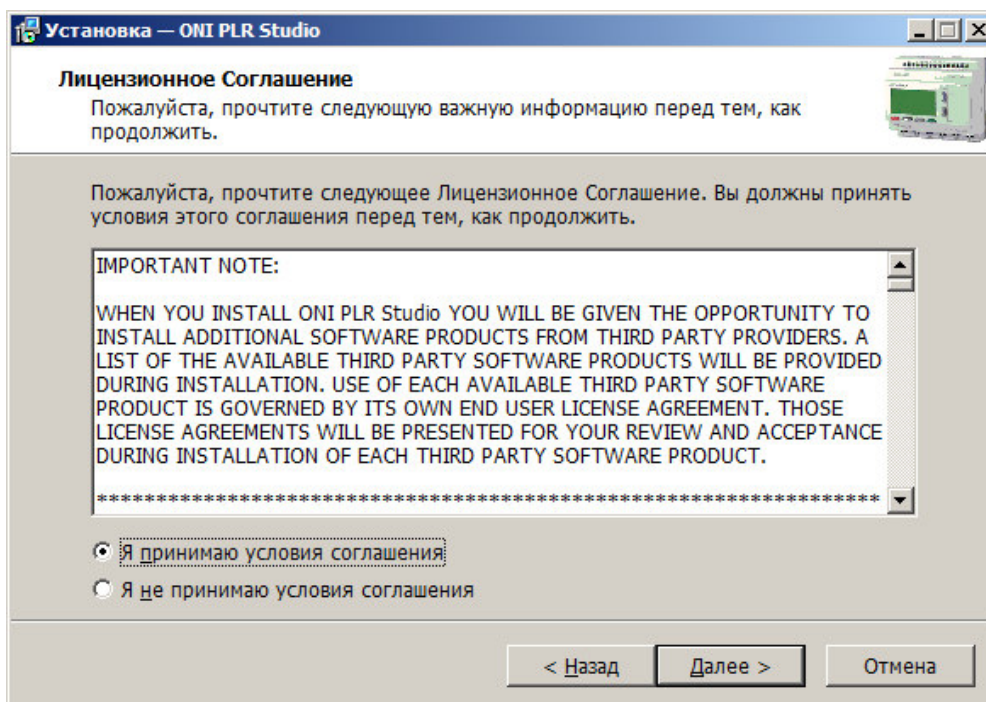 Установка — ONI PLR Studio
Лицензионное Соглашение
Пожалуйста, прочтите следующую важную информацию перед тем, как
продолжить.
Пожалуйста, прочтите следующее Лицензионное Соглашение. Вы должны принять
условия этого соглашения перед тем, как продолжить.
IMPORTANT NOTE:
WHEN YOU INSTALL ONI PLR Studio YOU WILL BE GIVEN THE OPPORTUNITY TO
INSTALL ADDITIONAL SOFTWARE PRODUCTS FROM THIRD PARTY PROVIDERS. A
LIST OF THE AVAILABLE THIRD PARTY SOFTWARE PRODUCTS WILL BE PROVIDED
DURING INSTALLATION. USE OF EACH AVAILABLE THIRD PARTY SOFTWARE
PRODUCT IS GOVERNED BY ITS OWN END USER LICENSE AGREEMENT. THOSE
LICENSE AGREEMENTS WILL BE PRESENTED FOR YOUR REVIEW AND ACCEPTANCE
DURING INSTALLATION OF EACH THIRD PARTY SOFTWARE PRODUCT.
******************************************************************
Я принимаю условия соглашения
Я не принимаю условия соглашения
< Назад Далее > Отмена